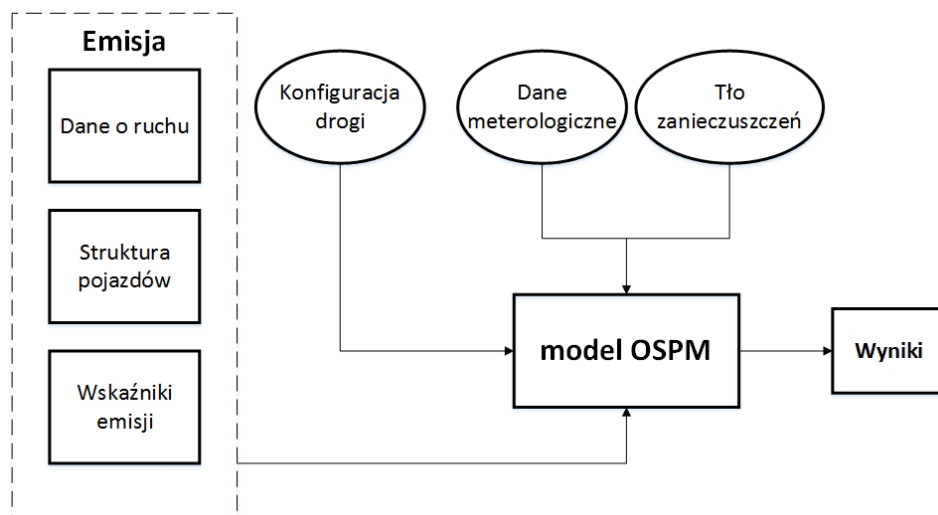 Emisja
Dane o ruchu
Struktura
pojazdów
Wskaźniki
emisji
Konfiguracja
drogi
Dane
meterologiczne
Tło
zanieczuszczeń
model OSPM
Wyniki